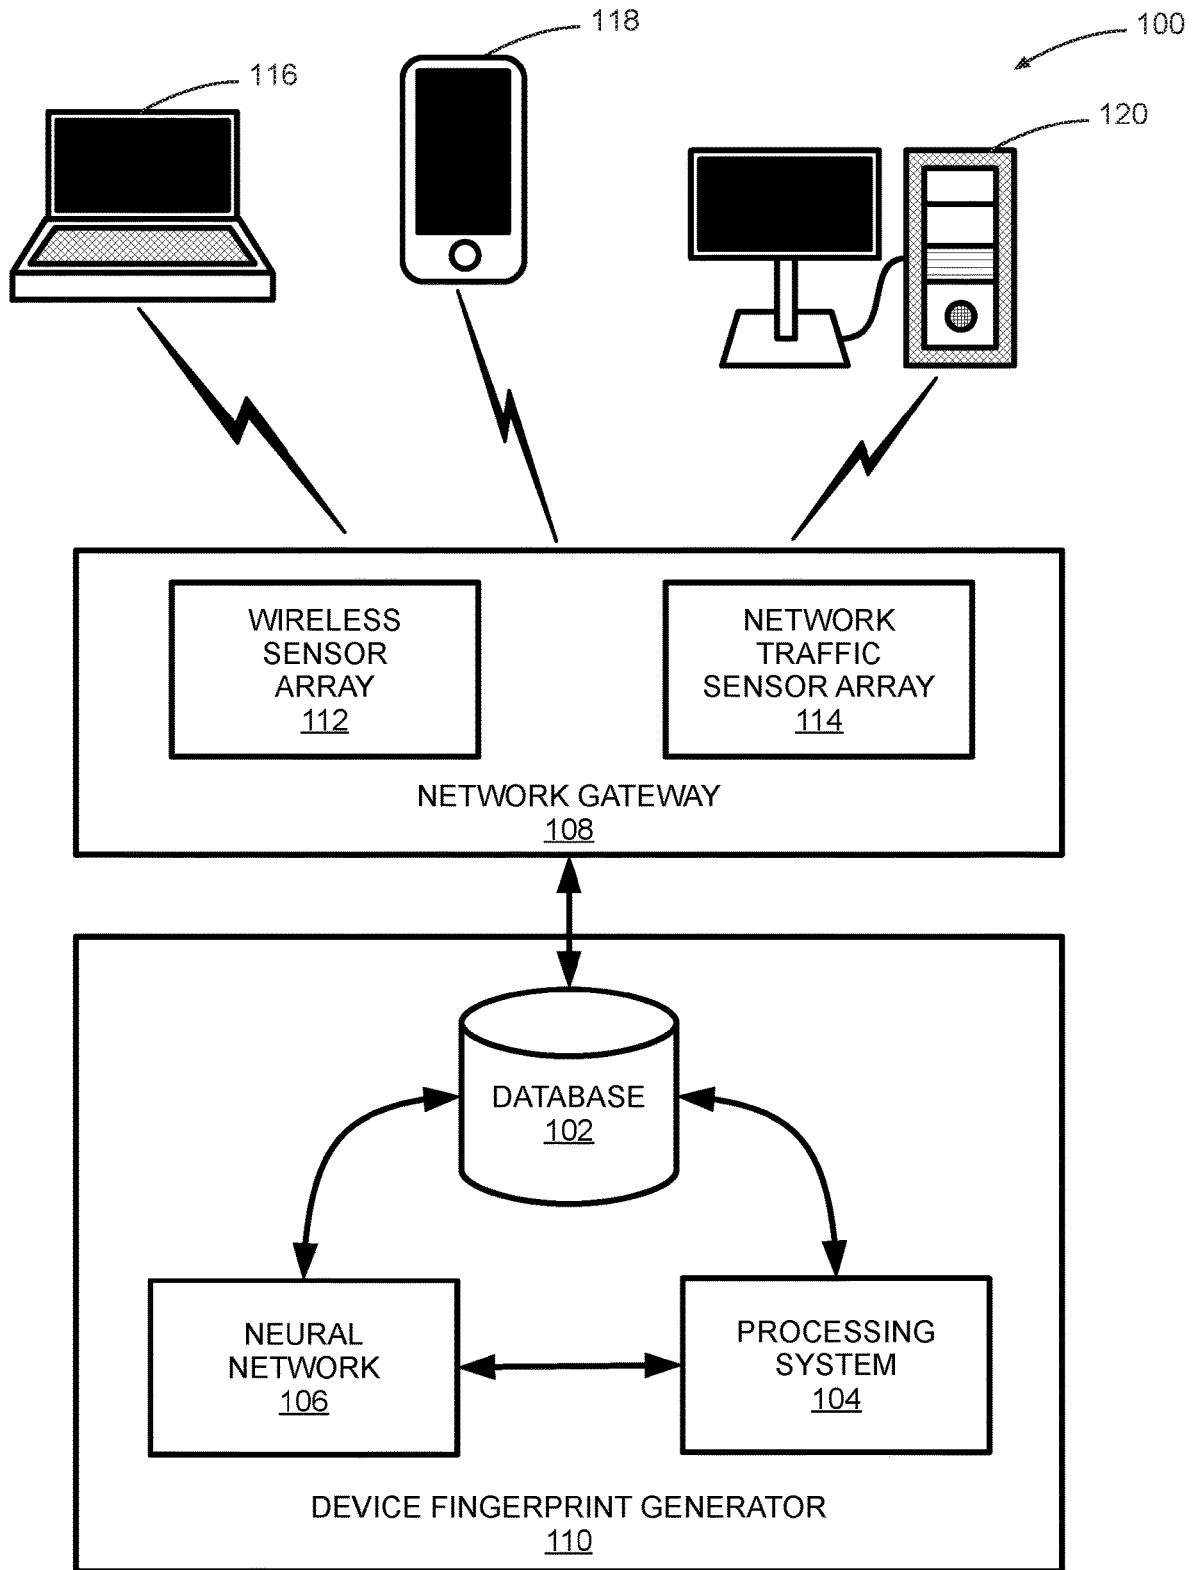 118
100
116
120
WIRELESS
SENSOR
ARRAY
112
NETWORK
TRAFFIC
SENSOR ARRAY
114
NETWORK GATEWAY
108
DATABASE
102
NEURAL
NETWORK
106
PROCESSING
SYSTEM
104
DEVICE FINGERPRINT GENERATOR
110